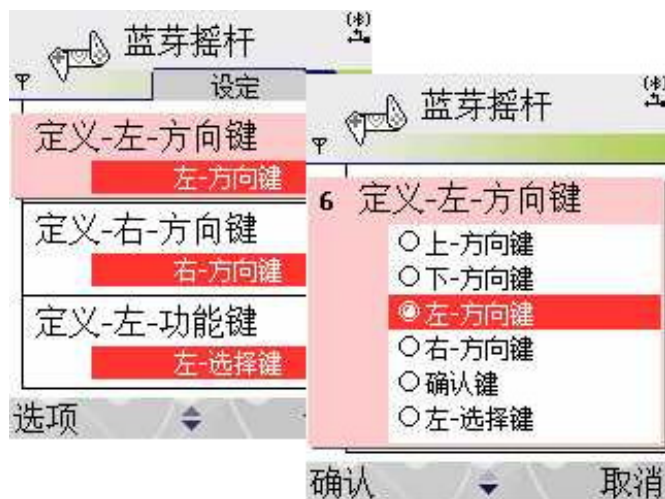 蓝芽摇杆
设定
定义-左-方向键
左-方向键
定义-右-方向键
右-方向键
定义-左-功能键
左-选择键
选项
蓝芽摇杆
6 定义-左-方向键
上-方向键
下-方向键
左-方向键
右-方向键
确认键
左-选择键
确认 取消